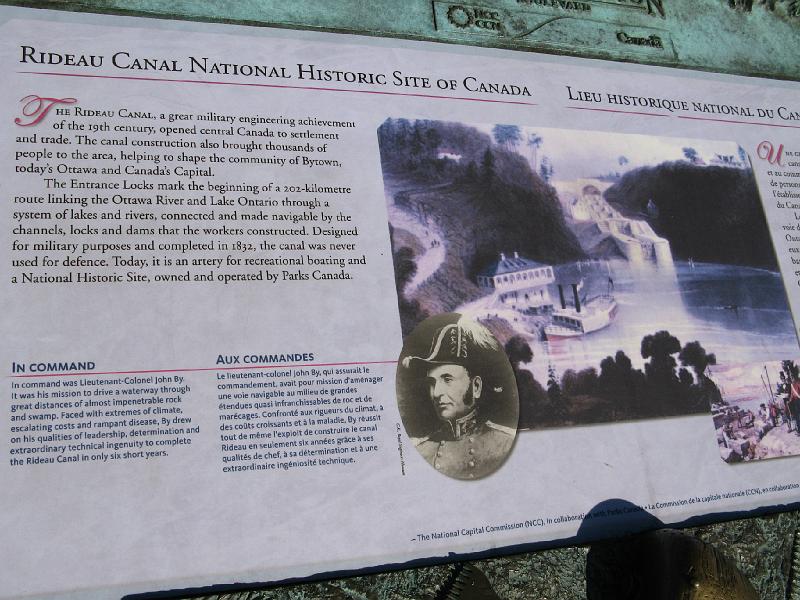 BOULEVARD
NCC
CCN
Canada
RIDEAU CANAL NATIONAL HISTORIC SITE OF CANADA
THE RIDEAU CANAL, a great military engineering achievement
of the 19th century, opened central Canada to settlement
and trade. The canal construction also brought thousands of
people to the area, helping to shape the community of Bytown,
today's Ottawa and Canada's Capital.
The Entrance Locks mark the beginning of a 202-kilometre
route linking the Ottawa River and Lake Ontario through a
system of lakes and rivers, connected and made navigable by the
channels, locks and dams that the workers constructed. Designed
for military purposes and completed in 1832, the canal was never
used for defence. Today, it is an artery for recreational boating and
a National Historic Site, owned and operated by Parks Canada.
IN COMMAND
In command was Lieutenant-Colonel John By.
It was his mission to drive a waterway through
great distances of almost impenetrable rock
and swamp. Faced with extremes of climate,
escalating costs and rampant disease, By drew
on his qualities of leadership, determination and
extraordinary technical ingenuity to complete
the Rideau Canal in only six short years.
AUX COMMANDES
Le lieutenant-colonel John By, qui assurait le
commandement, avait pour mission d'aménager
une voie navigable au milieu de grandes
étendues quasi infranchissables de roc et de
marécages. Confronté aux rigueurs du climat, à
des coûts croissants et à la maladie, By réussit
tout de même l'exploit de construire le canal
Rideau en seulement six années grâce à ses
qualités de chef, à sa détermination et à une
extraordinaire ingéniosité technique.
LIEU HISTORIQUE NATIONAL DU CAN
UNE
et au
de person
l'établis
du Can
voie d
– The National Capital Commission (NCC), in collaboration with Parks Canada • La Commission de la capitale nationale (CCN), en collaboration